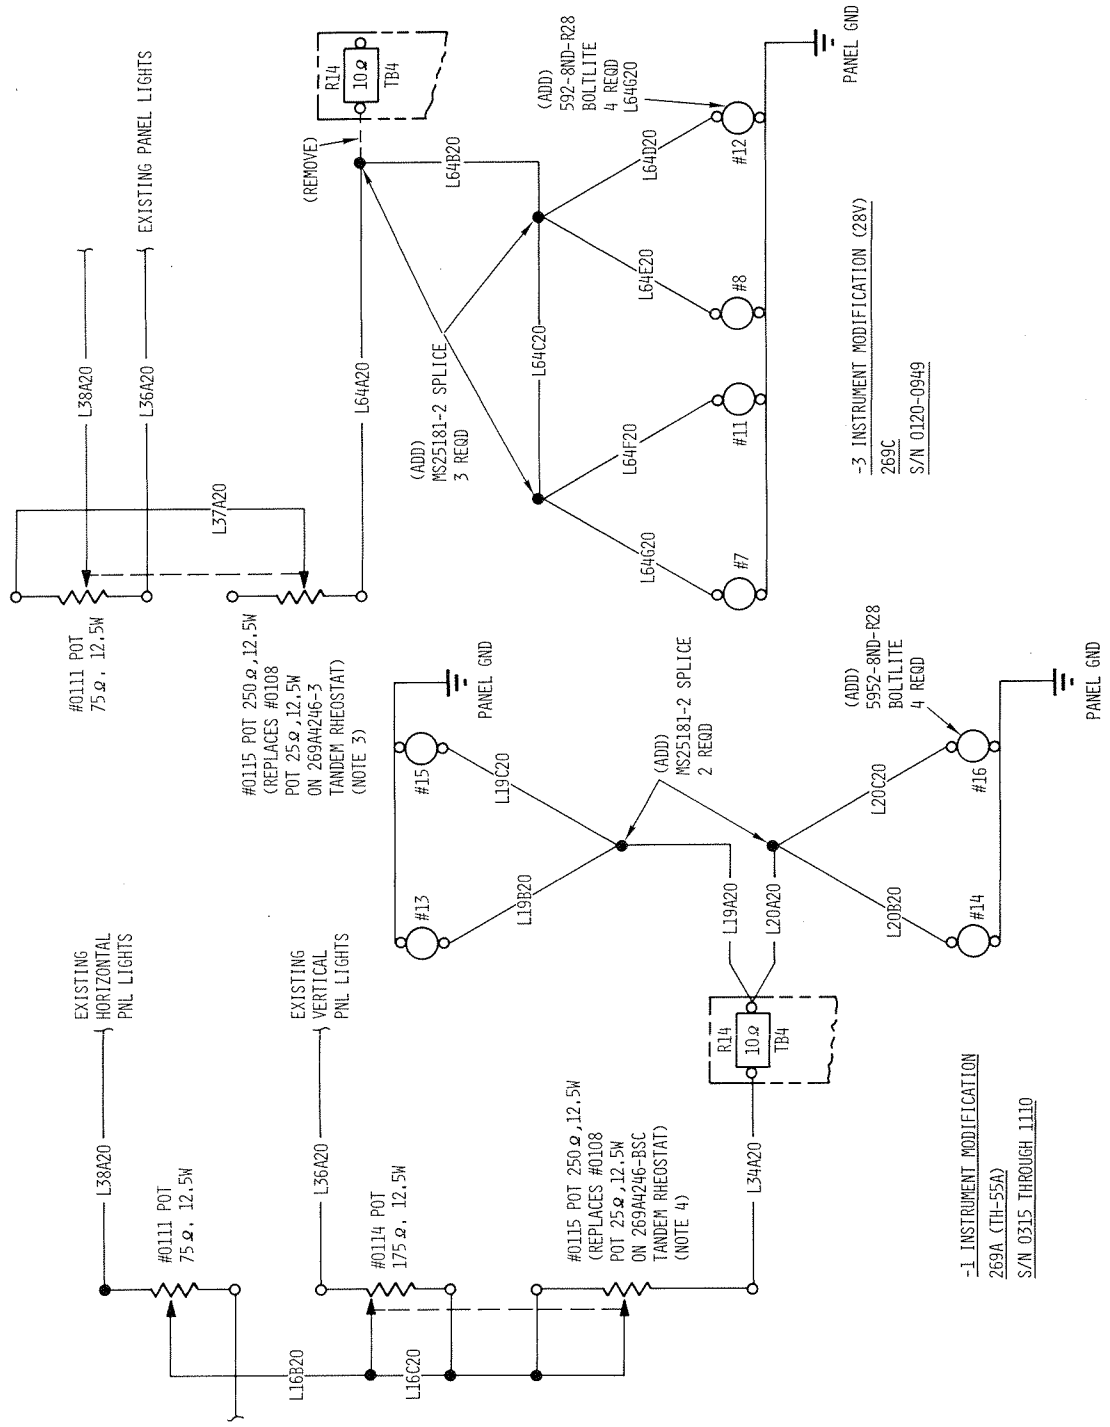 L38A20
EXISTING
HORIZONTAL
PNL LIGHTS
#0111 POT
75Ω. 12.5W
L16B20
L36A20
EXISTING
VERTICAL
PNL LIGHTS
#0114 POT
175Ω. 12.5W
L16C20
#0115 POT 250Ω,12.5W
(REPLACES #0108
POT 25Ω,12.5W
ON 269A4246-BSC
TANDEM RHEOSTAT)
(NOTE 4)
L34A20
R14
10Ω
TB4
L19A20
L20A20
#13
#15
PANEL GND
L19B20
L19C20
(ADD)
MS25181-2 SPLICE
2 REQD
L20B20
L20C20
#14
#16
(ADD)
5952-8ND-R28
BOLTLITE
4 REQD
PANEL GND
-1 INSTRUMENT MODIFICATION
269A (TH-55A)
S/N 0315 THROUGH 1110
#0111 POT
75Ω. 12.5W
L38A20
L36A20
EXISTING PANEL LIGHTS
L37A20
#0115 POT 250Ω,12.5W
(REPLACES #0108
POT 25Ω,12.5W
ON 269A4246-3
TANDEM RHEOSTAT)
(NOTE 3)
L64A20
(REMOVE)
R14
10Ω
TB4
(ADD)
MS25181-2 SPLICE
3 REQD
L64B20
L64C20
L64G20
L64F20
L64E20
L64D20
(ADD)
592-8ND-R28
BOLTLITE
4 REQD
L64G20
#7
#11
#8
#12
PANEL GND
-3 INSTRUMENT MODIFICATION (28V)
269C
S/N 0120-0949